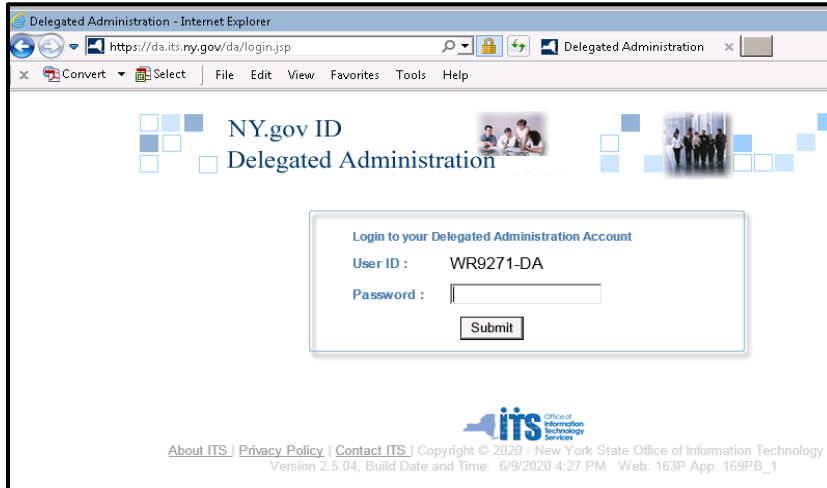 Delegated Administration - Internet Explorer
https://da.its.ny.gov/da/login.jsp Delegated Administration x
x Convert Select File Edit View Favorites Tools Help
NY.gov ID
Delegated Administration
Login to your Delegated Administration Account
User ID : WR9271-DA
Password :
Submit
ITS Office of
Information
Technology
Services
About ITS | Privacy Policy | Contact ITS | Copyright © 2020 - New York State Office of Information Technology
Version 2.5.04, Build Date and Time: 6/9/2020 4:27 PM Web: 163P App: 169PB_1